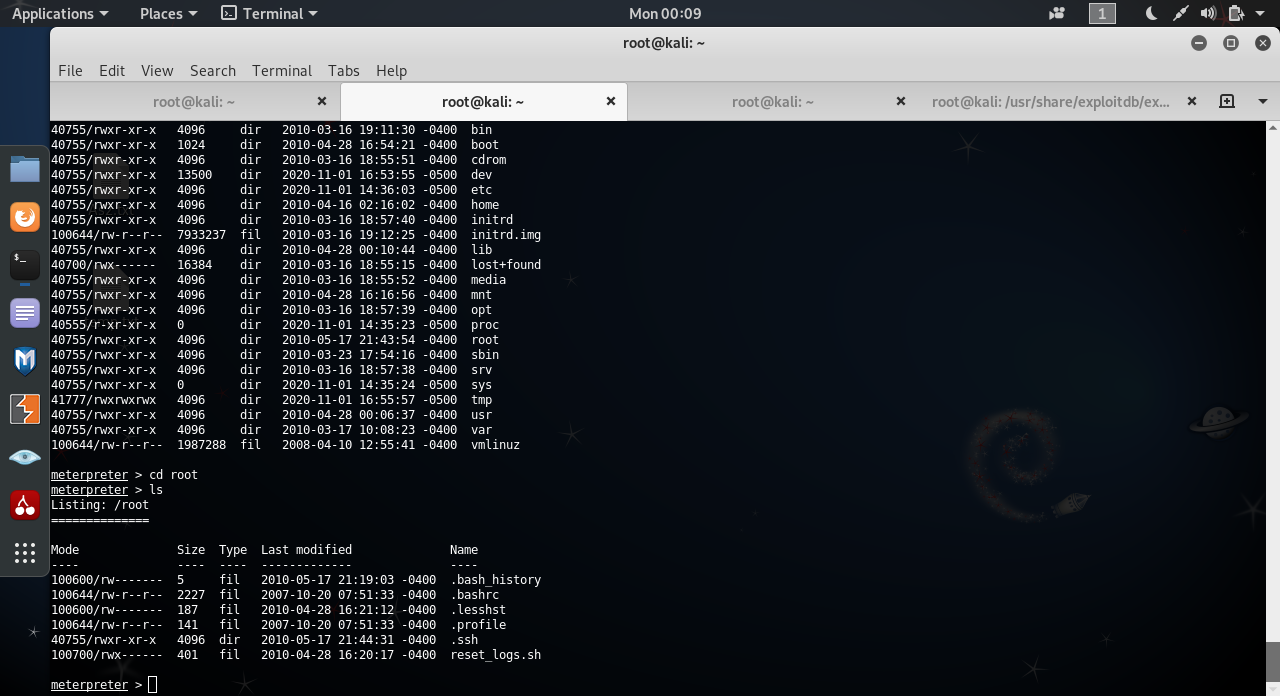 Applications Places Terminal Mon 00:09 1
root@kali: ~
File Edit View Search Terminal Tabs Help
root@kali: ~ root@kali: ~ root@kali: ~ root@kali: /usr/share/exploitdb/ex...
40755/rwxr-xr-x 4096 dir 2010-03-16 19:11:30 -0400 bin
40755/rwxr-xr-x 1024 dir 2010-04-28 16:54:21 -0400 boot
40755/rwxr-xr-x 4096 dir 2010-03-16 18:55:51 -0400 cdrom
40755/rwxr-xr-x 13500 dir 2020-11-01 16:53:55 -0500 dev
40755/rwxr-xr-x 4096 dir 2020-11-01 14:36:03 -0500 etc
40755/rwxr-xr-x 4096 dir 2010-04-16 02:16:02 -0400 home
40755/rwxr-xr-x 4096 dir 2010-03-16 18:57:40 -0400 initrd
100644/rw-r--r-- 7933237 fil 2010-03-16 19:12:25 -0400 initrd.img
40755/rwxr-xr-x 4096 dir 2010-04-28 00:10:44 -0400 lib
40700/rwx------ 16384 dir 2010-03-16 18:55:15 -0400 lost+found
40755/rwxr-xr-x 4096 dir 2010-03-16 18:55:52 -0400 media
40755/rwxr-xr-x 4096 dir 2010-04-28 16:16:56 -0400 mnt
40755/rwxr-xr-x 4096 dir 2010-03-16 18:57:39 -0400 opt
40555/r-xr-xr-x 0 dir 2020-11-01 14:35:23 -0500 proc
40755/rwxr-xr-x 4096 dir 2010-05-17 21:43:54 -0400 root
40755/rwxr-xr-x 4096 dir 2010-03-23 17:54:16 -0400 sbin
40755/rwxr-xr-x 4096 dir 2010-03-16 18:57:38 -0400 srv
40755/rwxr-xr-x 0 dir 2020-11-01 14:35:24 -0500 sys
41777/rwxrwxrwx 4096 dir 2020-11-01 16:55:57 -0500 tmp
40755/rwxr-xr-x 4096 dir 2010-04-28 00:06:37 -0400 usr
40755/rwxr-xr-x 4096 dir 2010-03-17 10:08:23 -0400 var
100644/rw-r--r-- 1987288 fil 2008-04-10 12:55:41 -0400 vmlinuz
meterpreter > cd root
meterpreter > ls
Listing: /root
==============
Mode Size Type Last modified Name
---- ---- ---- ------------- ----
100600/rw------- 5 fil 2010-05-17 21:19:03 -0400 .bash_history
100644/rw-r--r-- 2227 fil 2007-10-20 07:51:33 -0400 .bashrc
100600/rw------- 187 fil 2010-04-28 16:21:12 -0400 .lesshst
100644/rw-r--r-- 141 fil 2007-10-20 07:51:33 -0400 .profile
40755/rwxr-xr-x 4096 dir 2010-05-17 21:44:31 -0400 .ssh
100700/rwx------ 401 fil 2010-04-28 16:20:17 -0400 reset_logs.sh
meterpreter >